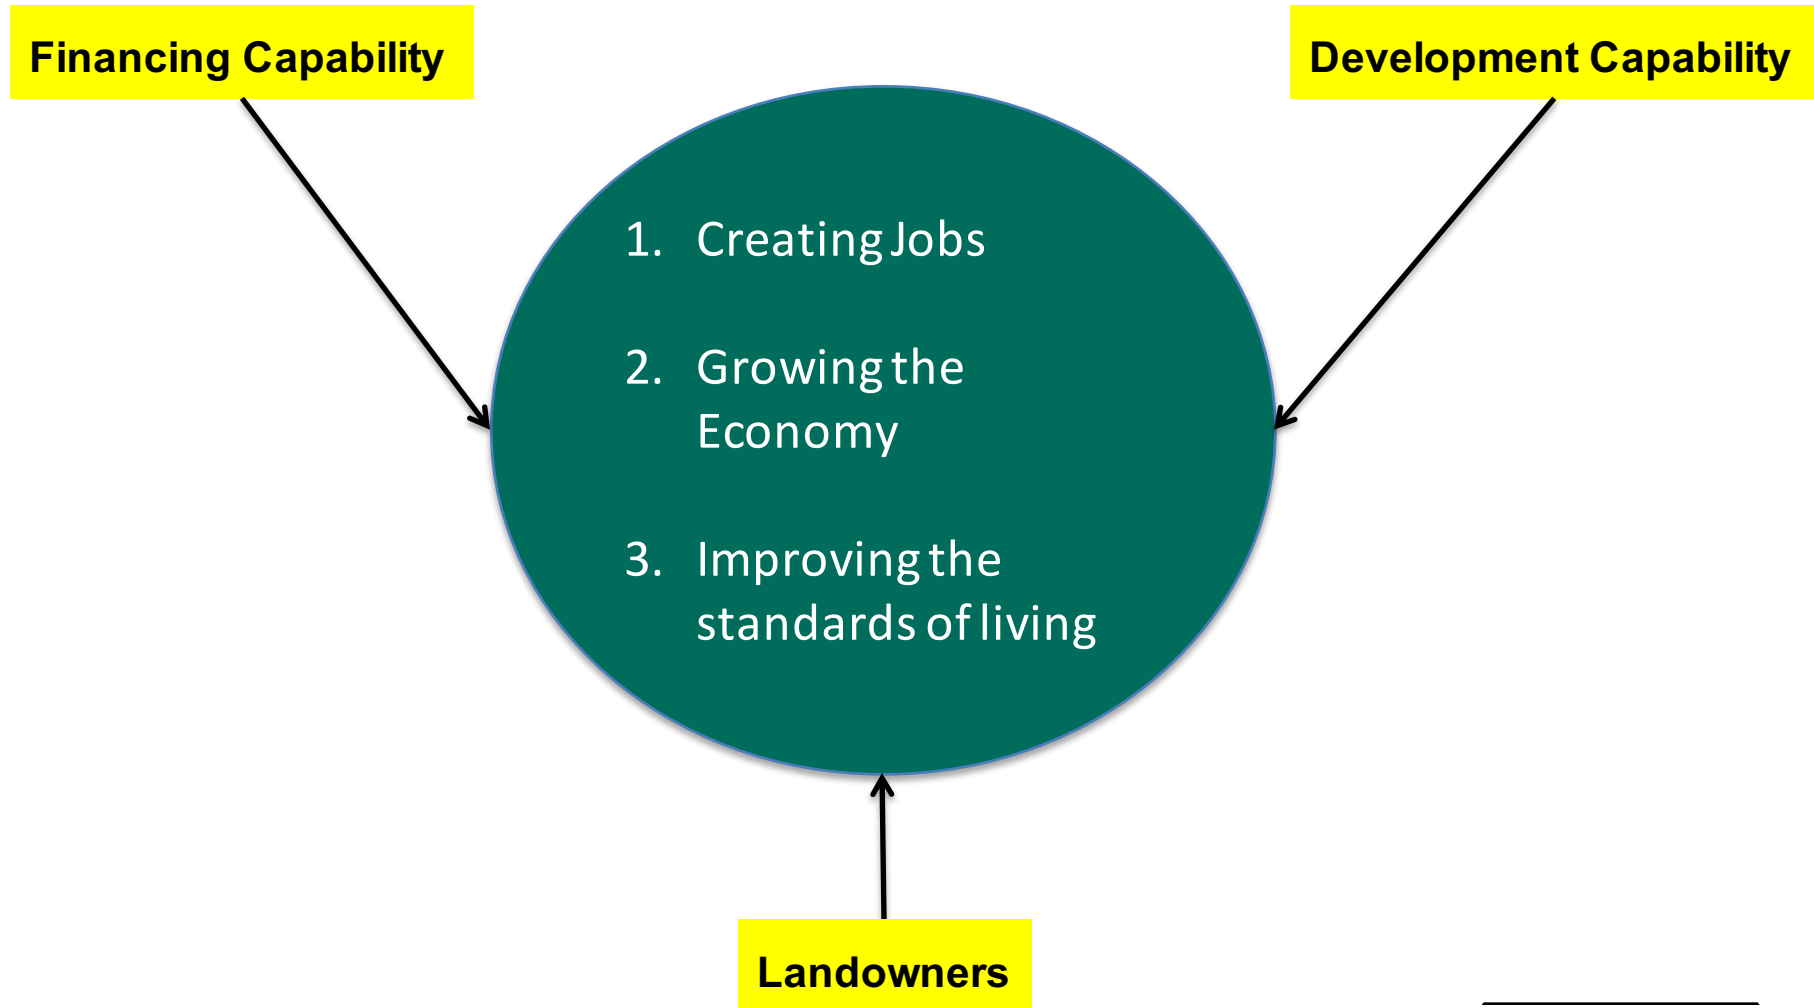 Financing Capability
Development Capability
1. Creating Jobs
2. Growing the
Economy
3. Improving the
standards of living
Landowners